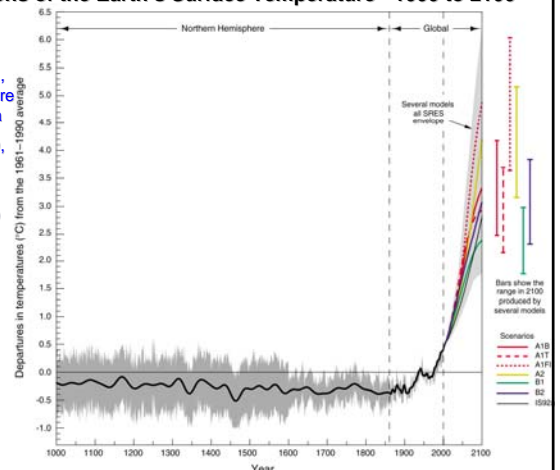 ons of the Earth's Surface Temperature - 1000 to 2100
Northern Hemisphere
Global
6.5
6.0
5.5
5.0
4.5
4.0
3.5
3.0
2.5
2.0
1.5
1.0
0.5
0.0
-0.5
-1.0
Departures in temperatures (°C) from the 1961–1990 average
Several models
all SRES
envelope
Bars show the
range in 2100
produced by
several models
Scenarios
A1B
A1T
A1FI
A2
B1
B2
IS92
1000 1100 1200 1300 1400 1500 1600 1700 1800 1900 2000 2100
Year